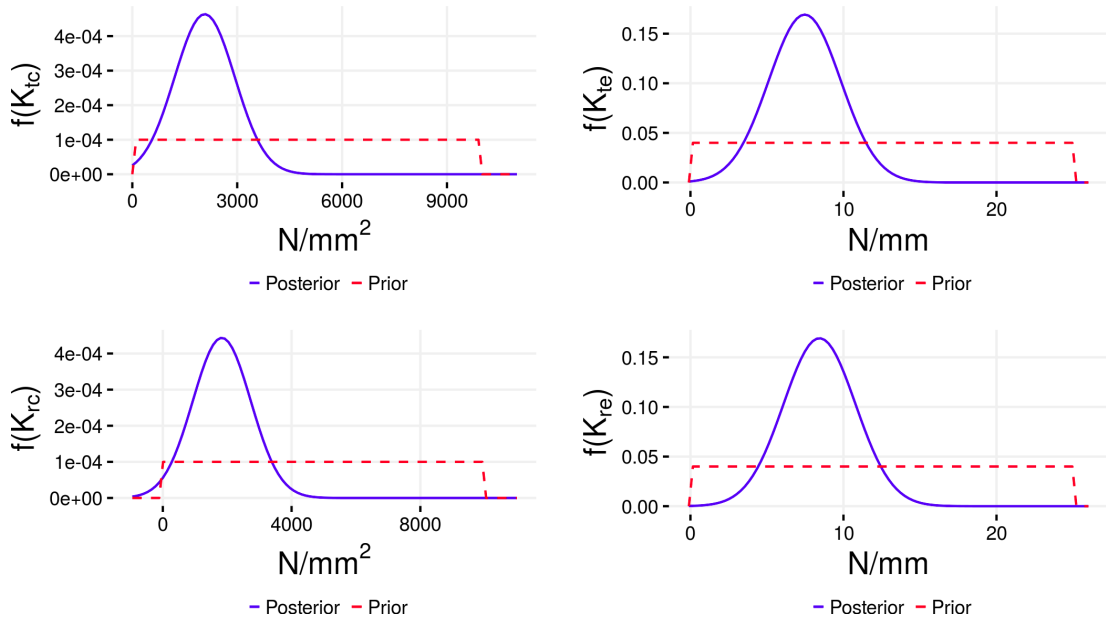 f(K_tc)
4e-04
3e-04
2e-04
1e-04
0e+00
0 3000 6000 9000
N/mm²
Posterior Prior
f(K_te)
0.15
0.10
0.05
0.00
0 10 20
N/mm
Posterior Prior
f(K_rc)
4e-04
3e-04
2e-04
1e-04
0e+00
0 4000 8000
N/mm²
Posterior Prior
f(K_re)
0.15
0.10
0.05
0.00
0 10 20
N/mm
Posterior Prior